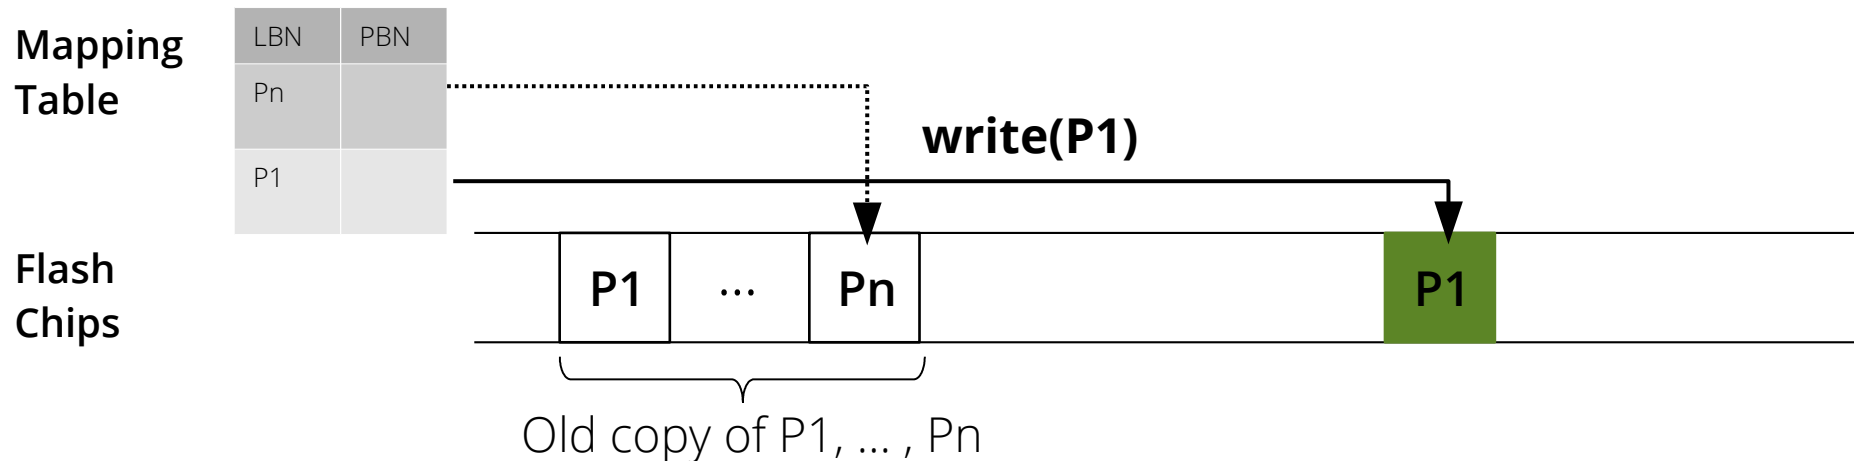 Mapping
Table
LBN PBN
Pn
P1
write(P1)
Flash
Chips
P1 ... Pn P1
Old copy of P1, ... , Pn